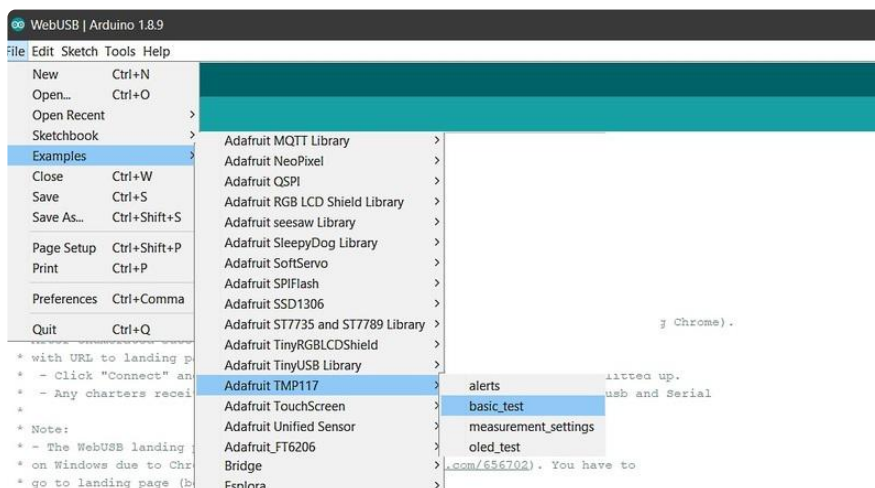 WebUSB | Arduino 1.8.9
File Edit Sketch Tools Help
New Ctrl+N
Open... Ctrl+O
Open Recent
Sketchbook
Examples
Close Ctrl+W
Save Ctrl+S
Save As... Ctrl+Shift+S
Page Setup Ctrl+Shift+P
Print Ctrl+P
Preferences Ctrl+Comma
Quit Ctrl+Q
Adafruit MQTT Library
Adafruit NeoPixel
Adafruit QSPI
Adafruit RGB LCD Shield Library
Adafruit seesaw Library
Adafruit SleepyDog Library
Adafruit SoftServo
Adafruit SPIFlash
Adafruit SSD1306
Adafruit ST7735 and ST7789 Library
Adafruit TinyRGBLCDShield
Adafruit TinyUSB Library
Adafruit TMP117
Adafruit TouchScreen
Adafruit Unified Sensor
Adafruit_FT6206
Bridge
Esplora
alerts
basic_test
measurement_settings
oled_test
g Chrome).
* with URL to landing p
* - Click "Connect" an litted up.
* - Any charters recei usb and Serial
*
* Note:
* - The WebUSB landing
* on Windows due to Chr .com/656702). You have to
* go to landing page (b